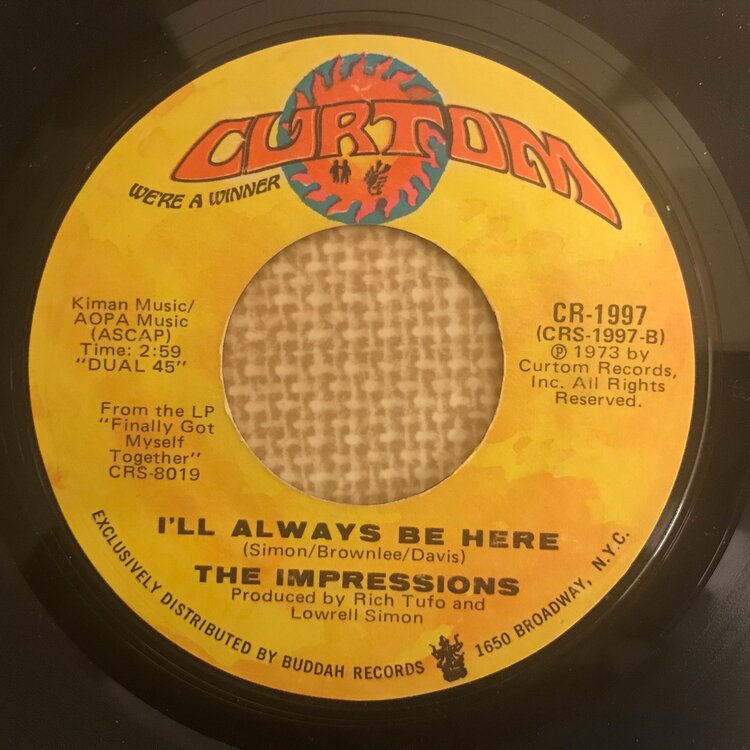 CURTOM
WE'RE A WINNER
Kiman Music/
AOPA Music
(ASCAP)
Time: 2:59
"DUAL 45"
From the LP
"Finally Got
Myself
Together"
CRS-8019
CR-1997
(CRS-1997-B)
Ⓟ 1973 by
Curtom Records,
Inc. All Rights
Reserved.
I'LL ALWAYS BE HERE
(Simon/Brownlee/Davis)
THE IMPRESSIONS
Produced by Rich Tufo and
Lowrell Simon
EXCLUSIVELY DISTRIBUTED BY BUDDAH RECORDS 1650 BROADWAY, N.Y.C.